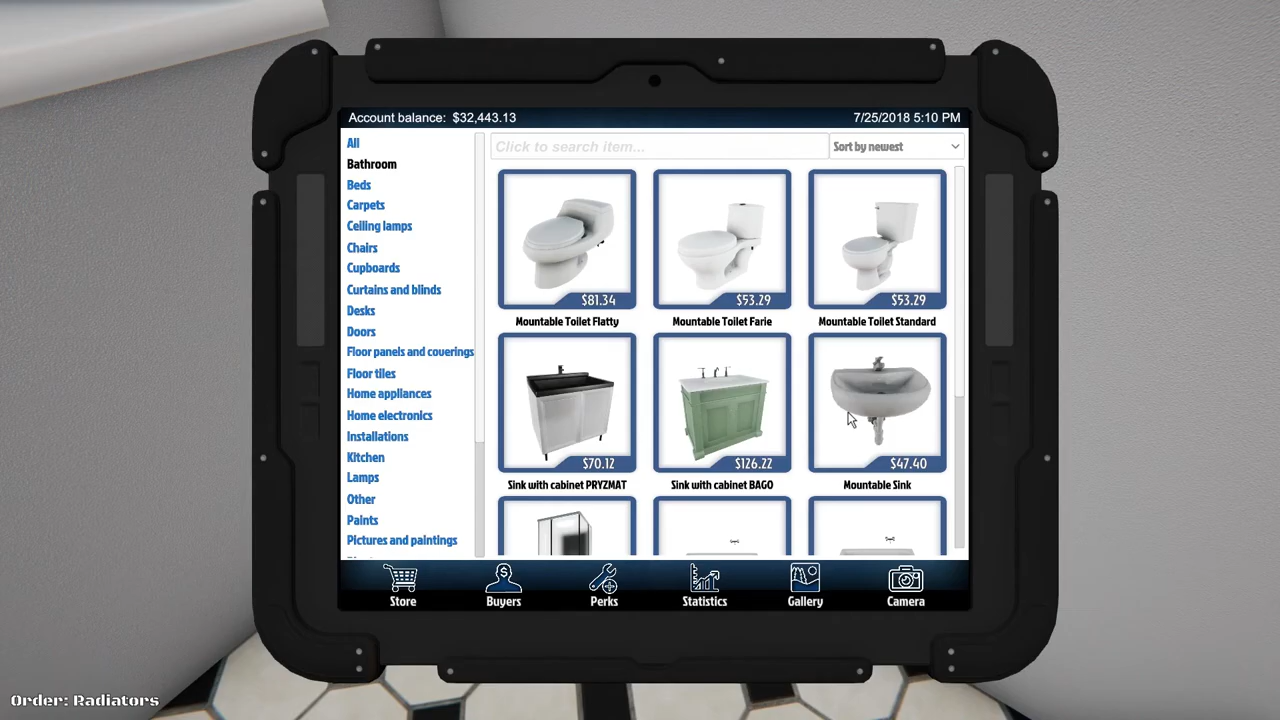 Account balance: $32,443.13
7/25/2018 5:10 PM
All
Bathroom
Beds
Carpets
Ceiling lamps
Chairs
Cupboards
Curtains and blinds
Desks
Doors
Floor panels and coverings
Floor tiles
Home appliances
Home electronics
Installations
Kitchen
Lamps
Other
Paints
Pictures and paintings
Click to search item...
Sort by newest
$81.34
$53.29
$53.29
Mountable Toilet Flatty
Mountable Toilet Farie
Mountable Toilet Standard
$70.12
$126.22
$47.40
Sink with cabinet PRYZMAT
Sink with cabinet BAGO
Mountable Sink
Store
Buyers
Perks
Statistics
Gallery
Camera
Order: Radiators